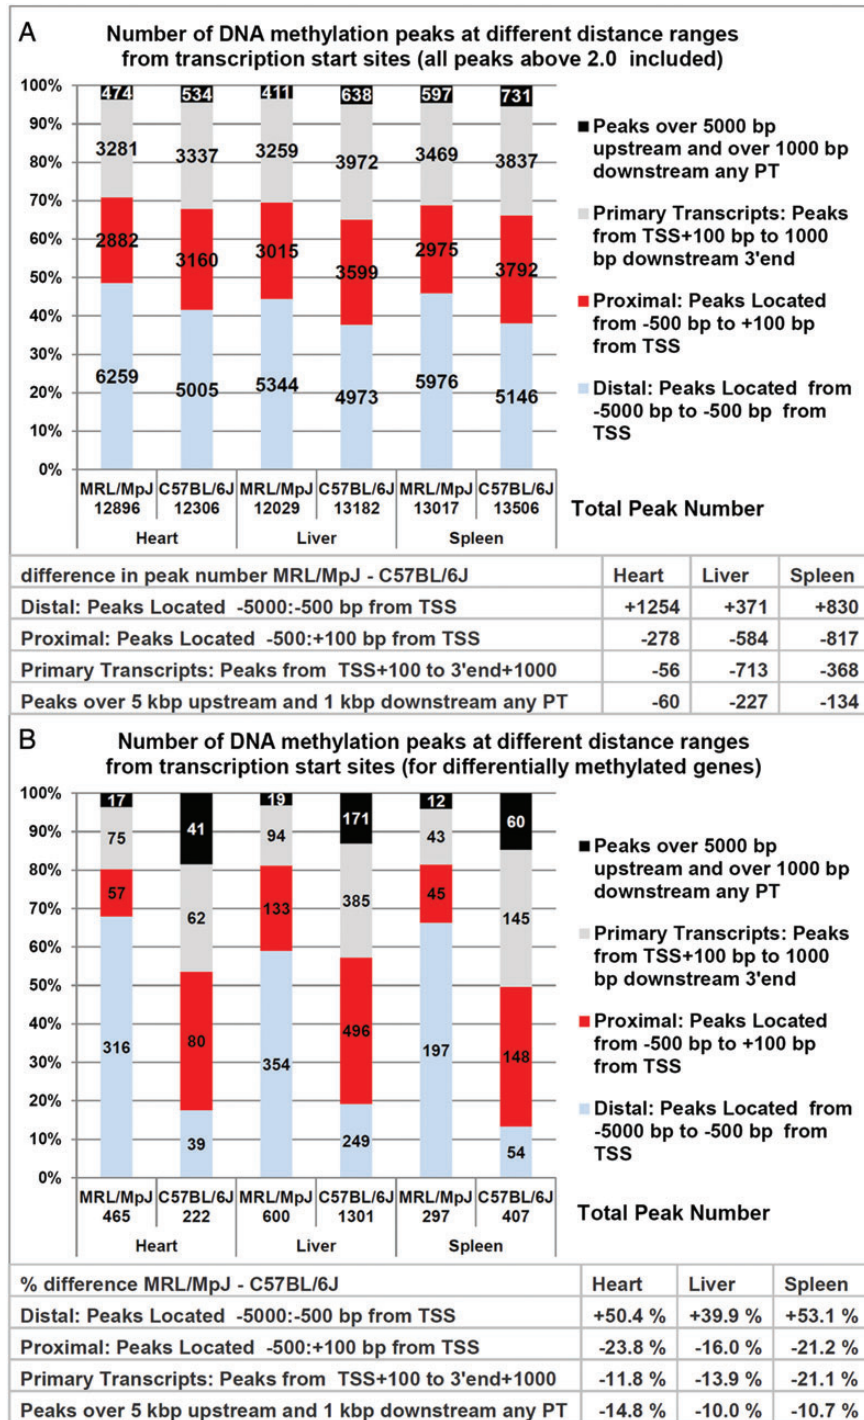 A
Number of DNA methylation peaks at different distance ranges
from transcription start sites (all peaks above 2.0 included)
100%
90%
80%
70%
60%
50%
40%
30%
20%
10%
0%
474 534 411 638 597 731
3281 3337 3259 3972 3469 3837
2882 3160 3015 3599 2975 3792
6259 5005 5344 4973 5976 5146
Peaks over 5000 bp
upstream and over 1000 bp
downstream any PT
Primary Transcripts: Peaks
from TSS+100 bp to 1000
bp downstream 3'end
Proximal: Peaks Located
from -500 bp to +100 bp
from TSS
Distal: Peaks Located from
-5000 bp to -500 bp from
TSS
MRL/MpJ C57BL/6J MRL/MpJ C57BL/6J MRL/MpJ C57BL/6J
12896 12306 12029 13182 13017 13506
Total Peak Number
Heart Liver Spleen
difference in peak number MRL/MpJ - C57BL/6J Heart Liver Spleen
Distal: Peaks Located -5000:-500 bp from TSS +1254 +371 +830
Proximal: Peaks Located -500:+100 bp from TSS -278 -584 -817
Primary Transcripts: Peaks from TSS+100 to 3'end+1000 -56 -713 -368
Peaks over 5 kbp upstream and 1 kbp downstream any PT -60 -227 -134
B
Number of DNA methylation peaks at different distance ranges
from transcription start sites (for differentially methylated genes)
100%
90%
80%
70%
60%
50%
40%
30%
20%
10%
0%
17 41 19 171 12 60
75 62 94 385 43 145
57 80 133 496 45 148
316 39 354 249 197 54
Peaks over 5000 bp
upstream and over 1000 bp
downstream any PT
Primary Transcripts: Peaks
from TSS+100 bp to 1000
bp downstream 3'end
Proximal: Peaks Located
from -500 bp to +100 bp
from TSS
Distal: Peaks Located from
-5000 bp to -500 bp from
TSS
MRL/MpJ C57BL/6J MRL/MpJ C57BL/6J MRL/MpJ C57BL/6J
465 222 600 1301 297 407
Total Peak Number
Heart Liver Spleen
% difference MRL/MpJ - C57BL/6J Heart Liver Spleen
Distal: Peaks Located -5000:-500 bp from TSS +50.4 % +39.9 % +53.1 %
Proximal: Peaks Located -500:+100 bp from TSS -23.8 % -16.0 % -21.2 %
Primary Transcripts: Peaks from TSS+100 to 3'end+1000 -11.8 % -13.9 % -21.1 %
Peaks over 5 kbp upstream and 1 kbp downstream any PT -14.8 % -10.0 % -10.7 %